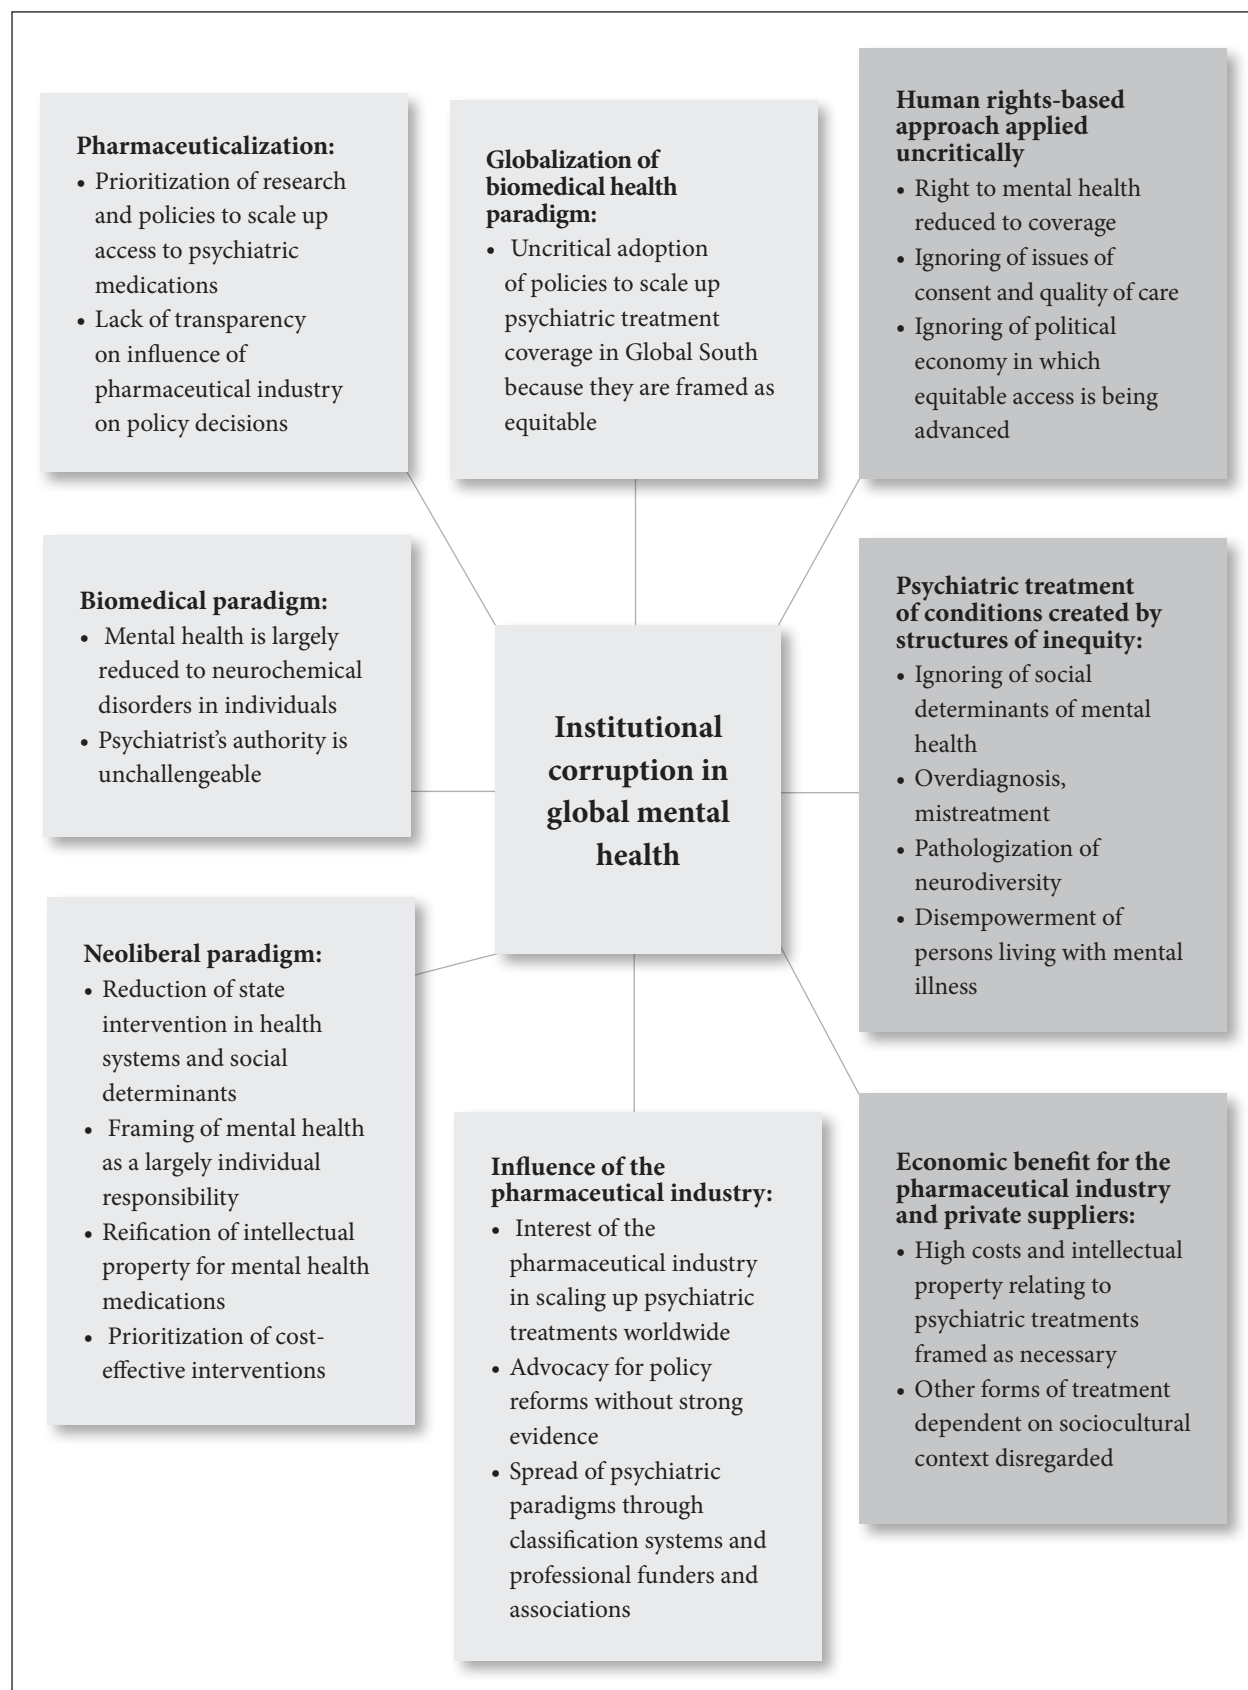 Pharmaceuticalization:
• Prioritization of research
and policies to scale up
access to psychiatric
medications
• Lack of transparency
on influence of
pharmaceutical industry
on policy decisions
Globalization of
biomedical health
paradigm:
• Uncritical adoption
of policies to scale up
psychiatric treatment
coverage in Global South
because they are framed as
equitable
Human rights-based
approach applied
uncritically
• Right to mental health
reduced to coverage
• Ignoring of issues of
consent and quality of care
• Ignoring of political
economy in which
equitable access is being
advanced
Biomedical paradigm:
• Mental health is largely
reduced to neurochemical
disorders in individuals
• Psychiatrist’s authority is
unchallengeable
Institutional
corruption in
global mental
health
Psychiatric treatment
of conditions created by
structures of inequity:
• Ignoring of social
determinants of mental
health
• Overdiagnosis,
mistreatment
• Pathologization of
neurodiversity
• Disempowerment of
persons living with mental
illness
Neoliberal paradigm:
• Reduction of state
intervention in health
systems and social
determinants
• Framing of mental health
as a largely individual
responsibility
• Reification of intellectual
property for mental health
medications
• Prioritization of cost-
effective interventions
Influence of the
pharmaceutical industry:
• Interest of the
pharmaceutical industry
in scaling up psychiatric
treatments worldwide
• Advocacy for policy
reforms without strong
evidence
• Spread of psychiatric
paradigms through
classification systems and
professional funders and
associations
Economic benefit for the
pharmaceutical industry
and private suppliers:
• High costs and intellectual
property relating to
psychiatric treatments
framed as necessary
• Other forms of treatment
dependent on sociocultural
context disregarded